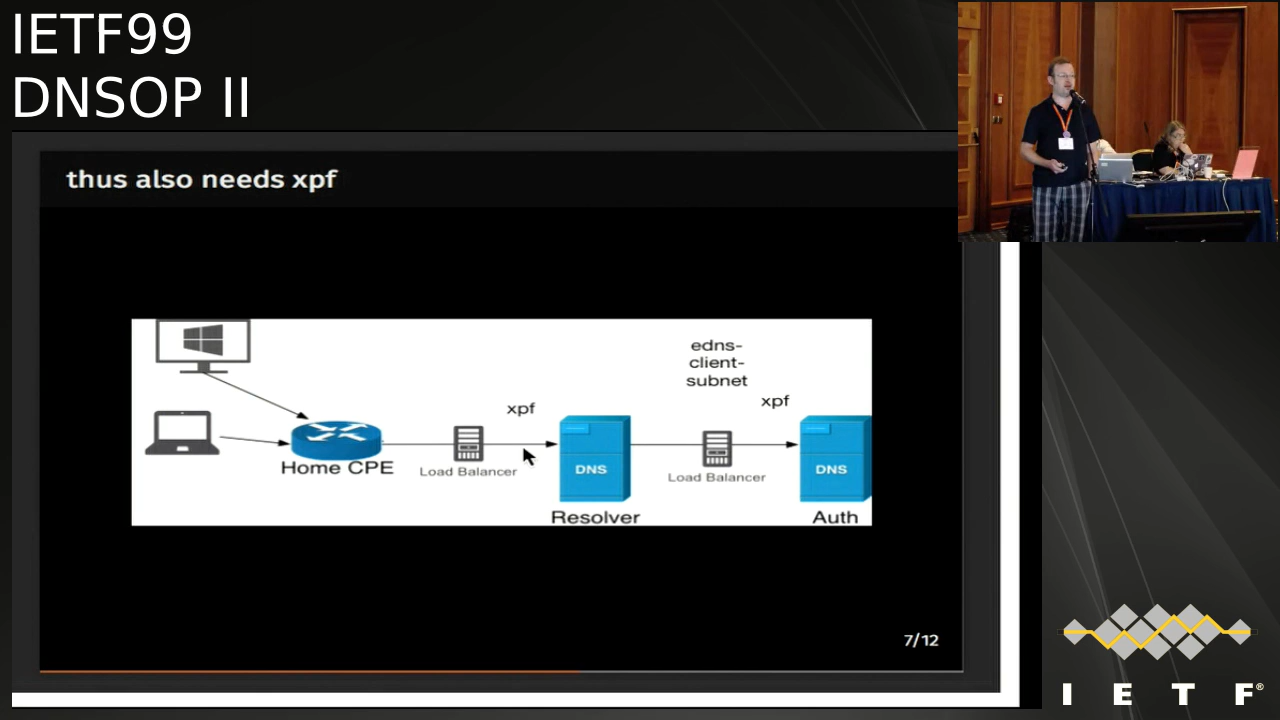 IETF99
DNSOP II
thus also needs xpf
edns-
client-
subnet
xpf
xpf
Home CPE
Load Balancer
DNS
Load Balancer
DNS
Resolver
Auth
7/12
I E T F®